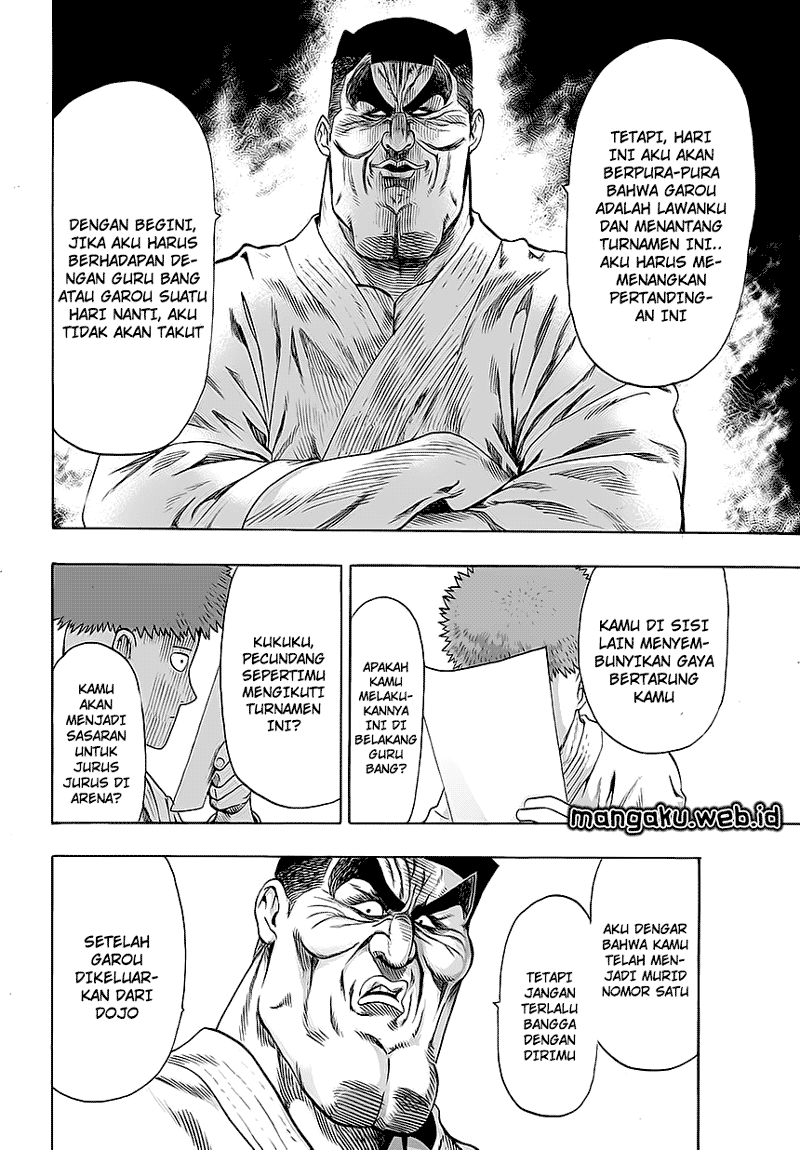 TETAPI, HARI
INI AKU AKAN
BERPURA-PURA
BAHWA GAROU
ADALAH LAWANKU
DAN MENANTANG
TURNAMEN INI..
AKU HARUS ME-
MENANGKAN
PERTANDING-
AN INI
DENGAN BEGINI,
JIKA AKU HARUS
BERHADAPAN DE-
NGAN GURU BANG
ATAU GAROU SUATU
HARI NANTI, AKU
TIDAK AKAN TAKUT
KAMU DI SISI
LAIN MENYEM-
BUNYIKAN GAYA
BERTARUNG
KAMU
APAKAH
KAMU
MELAKU-
KANNYA
INI DI
BELAKANG
GURU
BANG?
KUKUKU,
PECUNDANG
SEPERTIMU
MENGIKUTI
TURNAMEN
INI?
KAMU
AKAN
MENJADI
SASARAN
UNTUK
JURUS
JURUS DI
ARENA?
mangaku.web.id
AKU DENGAR
BAHWA KAMU
TELAH MEN-
JADI MURID
NOMOR SATU
TETAPI
JANGAN
TERLALU
BANGGA
DENGAN
DIRIMU
SETELAH
GAROU
DIKELUAR-
KAN DARI
DOJO